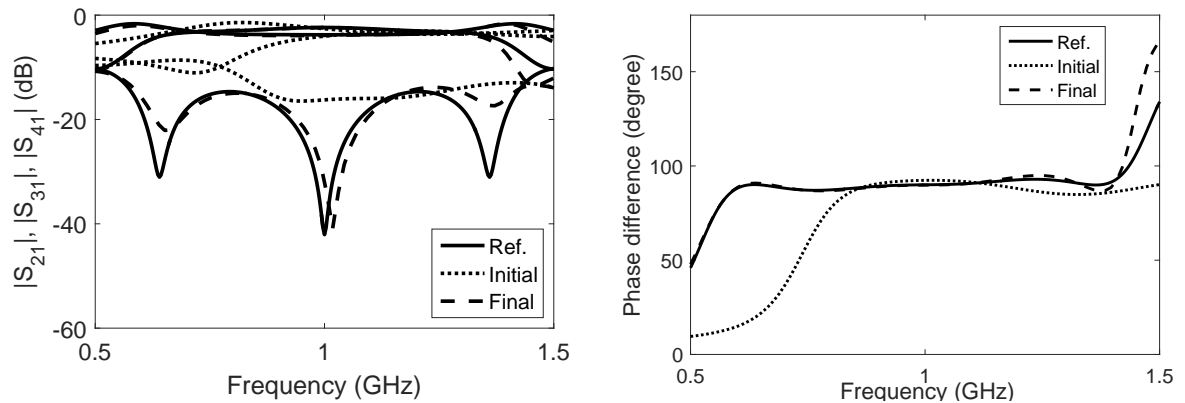 |S21|, |S31|, |S41| (dB)
0
-20
-40
-60
0.5
1
1.5
Frequency (GHz)
Ref.
Initial
Final
Phase difference (degree)
150
100
50
0
0.5
1
1.5
Frequency (GHz)
Ref.
Initial
Final